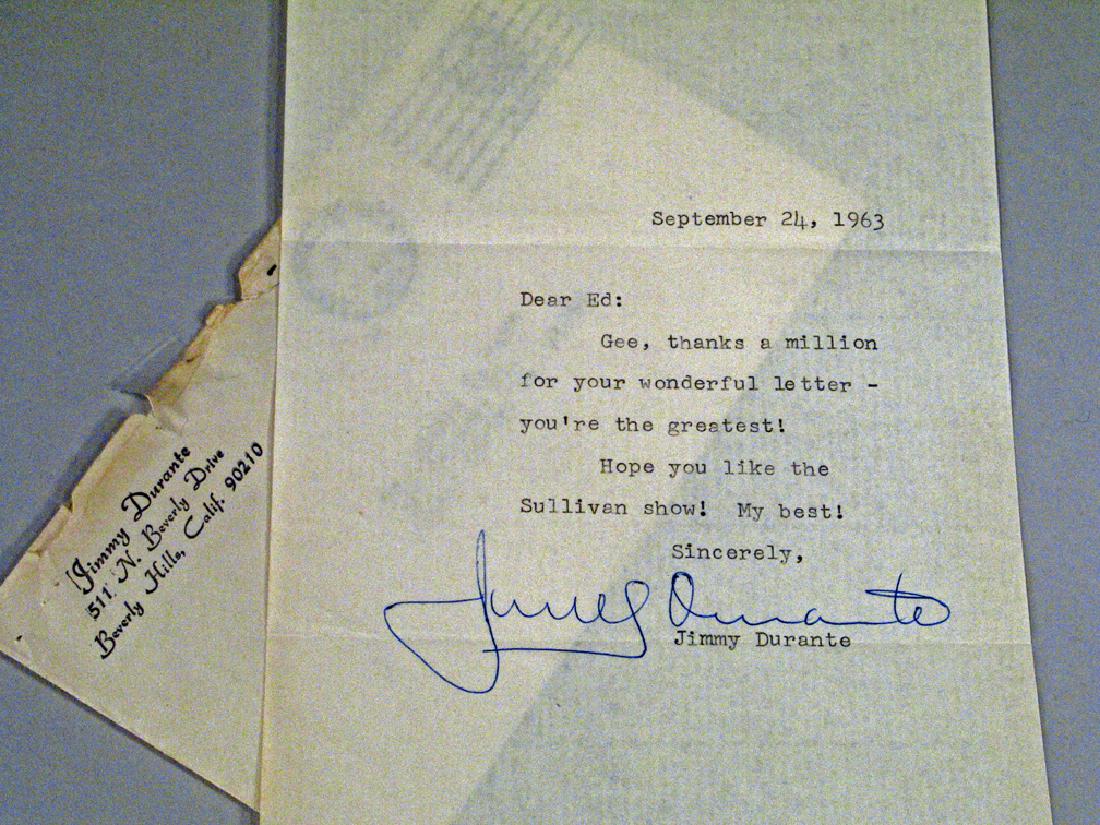 September 24, 1963
Dear Ed:
Gee, thanks a million
for your wonderful letter -
you're the greatest!
Hope you like the
Sullivan show!  My best!
Sincerely,
Jimmy Durante
Jimmy Durante
Jimmy Durante
511 N. Beverly Drive
Beverly Hills, Calif. 90210